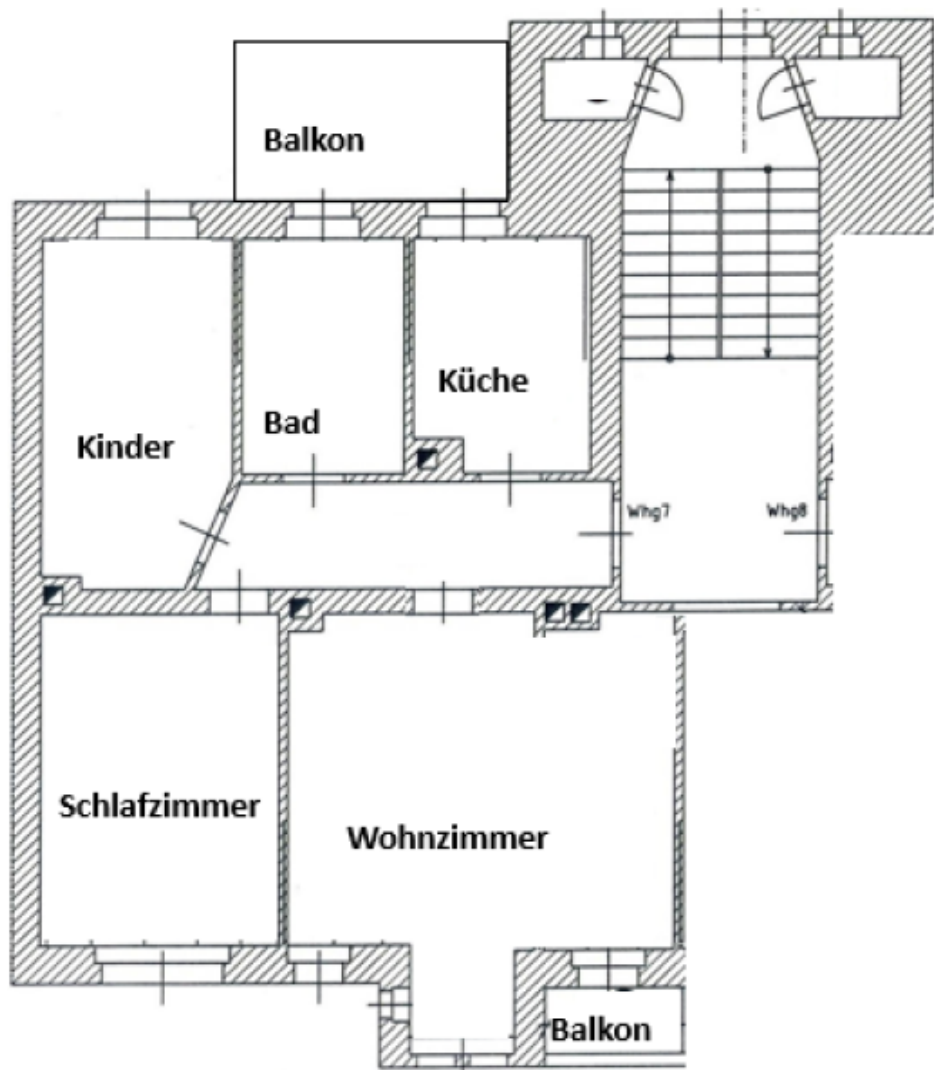 Balkon
Küche
Bad
Kinder
Whg7
Whg8
Schlafzimmer
Wohnzimmer
Balkon